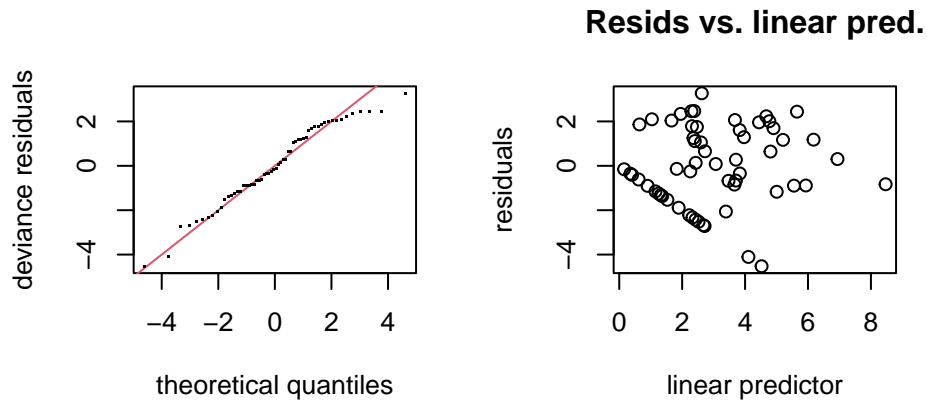 Resids vs. linear pred.
deviance residuals
2
0
−4
−4 −2 0 2 4
theoretical quantiles
residuals
2
0
−4
0 2 4 6 8
linear predictor